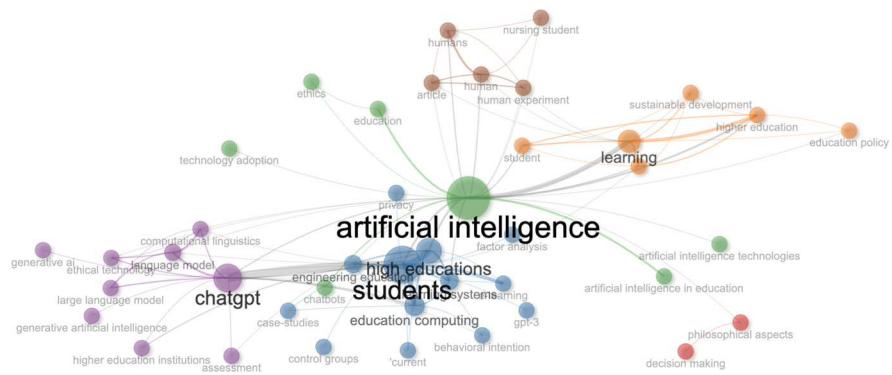 nursing student
humans
human
article
human experiment
ethics
education
sustainable development
higher education
education policy
student
learning
technology adoption
privacy
artificial intelligence
computational linguistics
factor analysis
artificial intelligence technologies
generative ai
ethical technology
language model
engineering education
high educations
students
learning systems
e-learning
artificial intelligence in education
large language model
chatgpt
chatbots
generative artificial intelligence
case-studies
education computing
gpt-3
philosophical aspects
higher education institutions
assessment
control groups
'current
behavioral intention
decision making